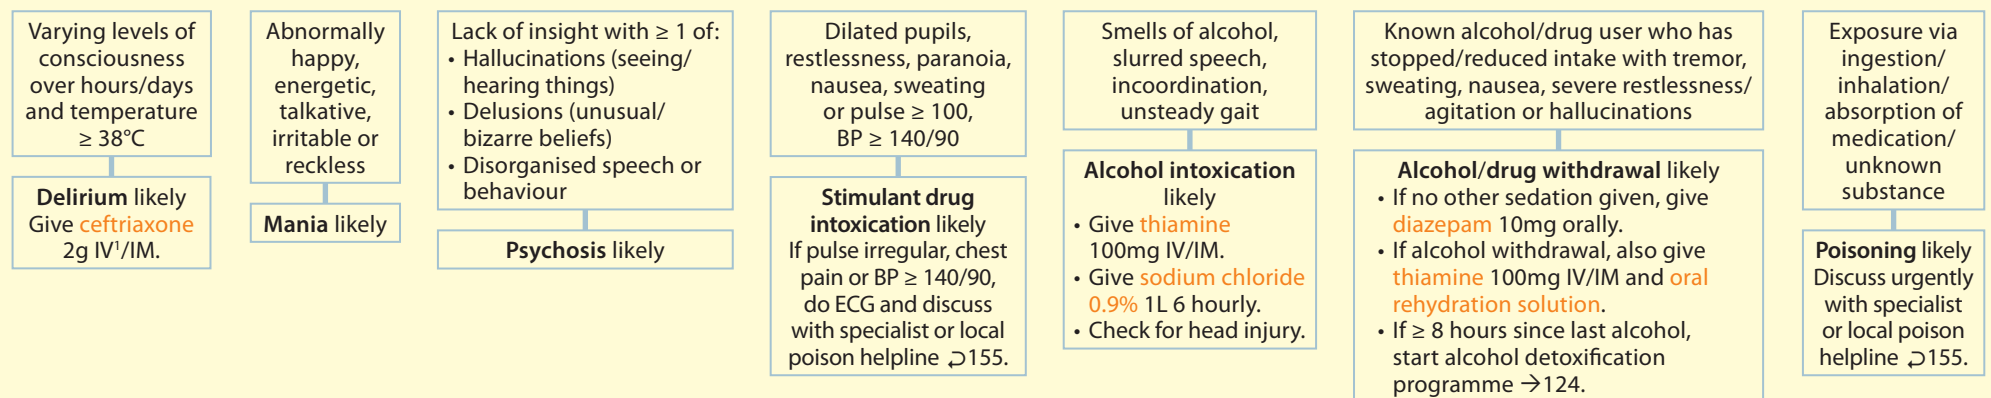 Varying levels of
consciousness
over hours/days
and temperature
≥ 38°C
Delirium likely
Give ceftriaxone
2g IV¹/IM.
Abnormally
happy,
energetic,
talkative,
irritable or
reckless
Mania likely
Lack of insight with ≥ 1 of:
• Hallucinations (seeing/
hearing things)
• Delusions (unusual/
bizarre beliefs)
• Disorganised speech or
behaviour
Psychosis likely
Dilated pupils,
restlessness, paranoia,
nausea, sweating
or pulse ≥ 100,
BP ≥ 140/90
Stimulant drug
intoxication likely
If pulse irregular, chest
pain or BP ≥ 140/90,
do ECG and discuss
with specialist or local
poison helpline ⮌155.
Smells of alcohol,
slurred speech,
incoordination,
unsteady gait
Alcohol intoxication
likely
• Give thiamine
100mg IV/IM.
• Give sodium chloride
0.9% 1L 6 hourly.
• Check for head injury.
Known alcohol/drug user who has
stopped/reduced intake with tremor,
sweating, nausea, severe restlessness/
agitation or hallucinations
Alcohol/drug withdrawal likely
• If no other sedation given, give
diazepam 10mg orally.
• If alcohol withdrawal, also give
thiamine 100mg IV/IM and oral
rehydration solution.
• If ≥ 8 hours since last alcohol,
start alcohol detoxification
programme →124.
Exposure via
ingestion/
inhalation/
absorption of
medication/
unknown
substance
Poisoning likely
Discuss urgently
with specialist
or local poison
helpline ⮌155.